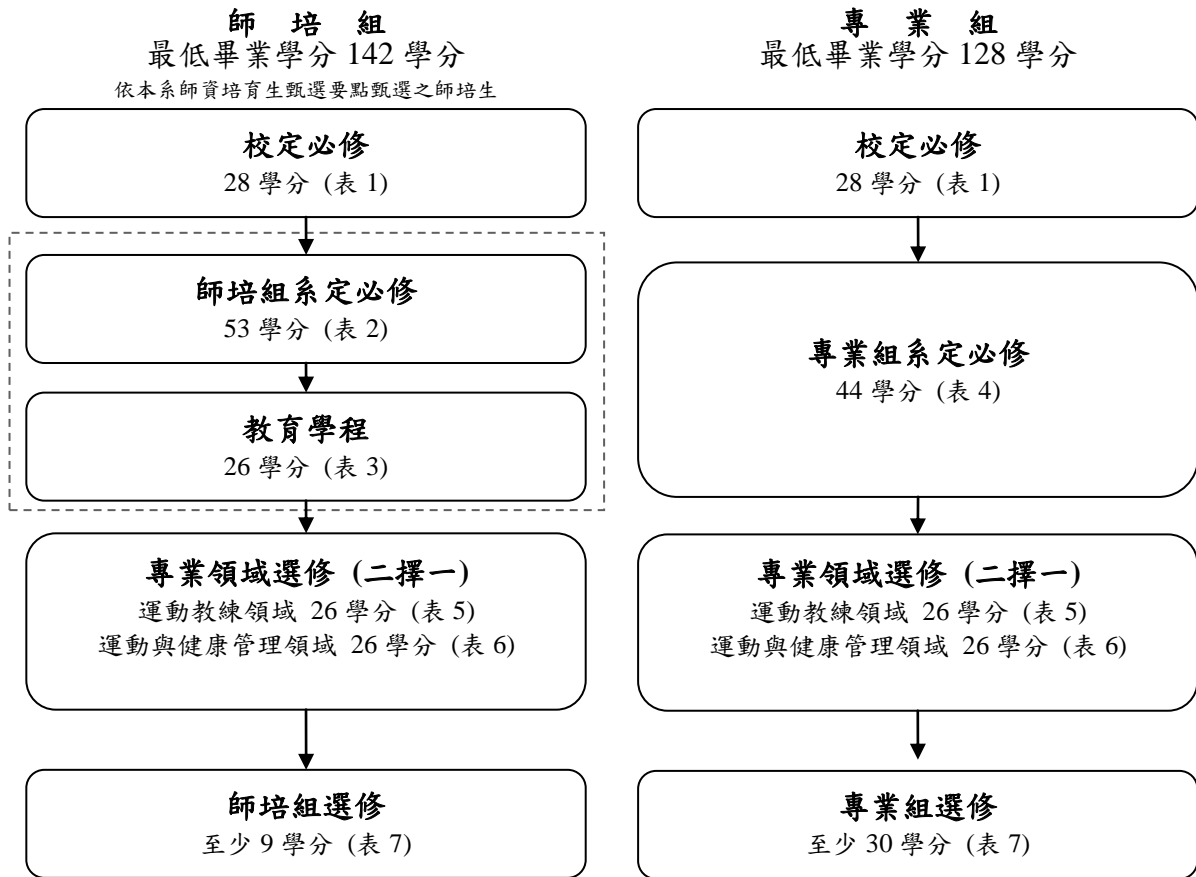 師 培 組
最低畢業學分 142 學分
依本系師資培育生甄選要點甄選之師培生
校定必修
28 學分 (表 1)
師培組系定必修
53 學分 (表 2)
教育學程
26 學分 (表 3)
專業領域選修 (二擇一)
運動教練領域 26 學分 (表 5)
運動與健康管理領域 26 學分 (表 6)
師培組選修
至少 9 學分 (表 7)
專 業 組
最低畢業學分 128 學分
校定必修
28 學分 (表 1)
專業組系定必修
44 學分 (表 4)
專業領域選修 (二擇一)
運動教練領域 26 學分 (表 5)
運動與健康管理領域 26 學分 (表 6)
專業組選修
至少 30 學分 (表 7)